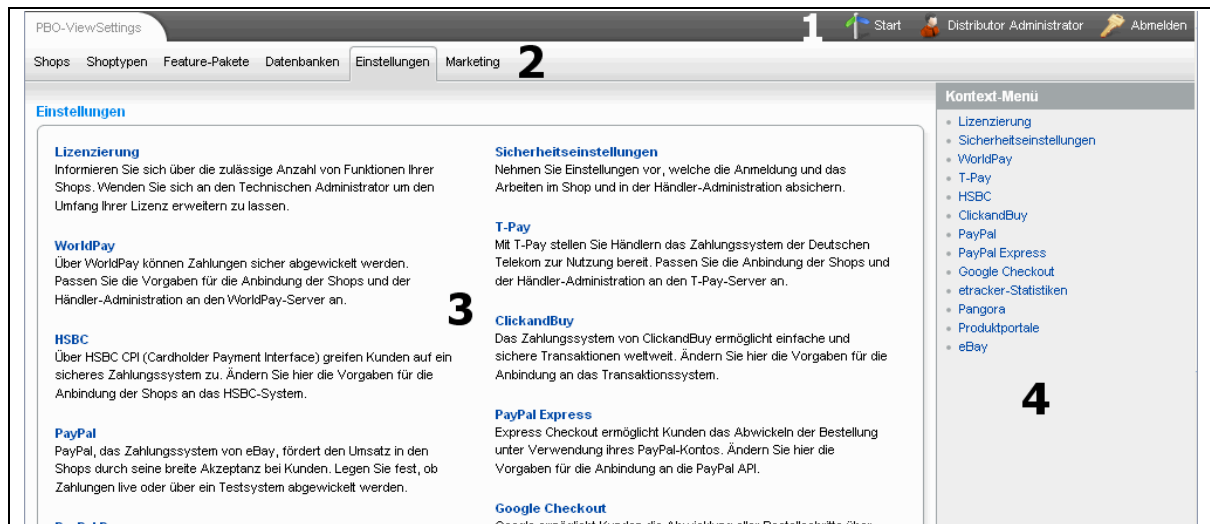 PBO-ViewSettings
1 Start Distributor Administrator Abmelden
Shops Shoptypen Feature-Pakete Datenbanken Einstellungen Marketing 2
Einstellungen
Lizenzierung
Informieren Sie sich über die zulässige Anzahl von Funktionen Ihrer
Shops. Wenden Sie sich an den Technischen Administrator um den
Umfang Ihrer Lizenz erweitern zu lassen.
WorldPay
Über WorldPay können Zahlungen sicher abgewickelt werden.
Passen Sie die Vorgaben für die Anbindung der Shops und der
Händler-Administration an den WorldPay-Server an.
HSBC
Über HSBC CPI (Cardholder Payment Interface) greifen Kunden auf ein
sicheres Zahlungssystem zu. Ändern Sie hier die Vorgaben für die
Anbindung der Shops an das HSBC-System.
PayPal
PayPal, das Zahlungssystem von eBay, fördert den Umsatz in den
Shops durch seine breite Akzeptanz bei Kunden. Legen Sie fest, ob
Zahlungen live oder über ein Testsystem abgewickelt werden.
3
Sicherheitseinstellungen
Nehmen Sie Einstellungen vor, welche die Anmeldung und das
Arbeiten im Shop und in der Händler-Administration absichern.
T-Pay
Mit T-Pay stellen Sie Händlern das Zahlungssystem der Deutschen
Telekom zur Nutzung bereit. Passen Sie die Anbindung der Shops und
der Händler-Administration an den T-Pay-Server an.
ClickandBuy
Das Zahlungssystem von ClickandBuy ermöglicht einfache und
sichere Transaktionen weltweit. Ändern Sie hier die Vorgaben für die
Anbindung an das Transaktionssystem.
PayPal Express
Express Checkout ermöglicht Kunden das Abwickeln der Bestellung
unter Verwendung ihres PayPal-Kontos. Ändern Sie hier die
Vorgaben für die Anbindung an die PayPal API.
Google Checkout
Kontext-Menü
Lizenzierung
Sicherheitseinstellungen
WorldPay
T-Pay
HSBC
ClickandBuy
PayPal
PayPal Express
Google Checkout
etracker-Statistiken
Pangora
Produktportale
eBay
4